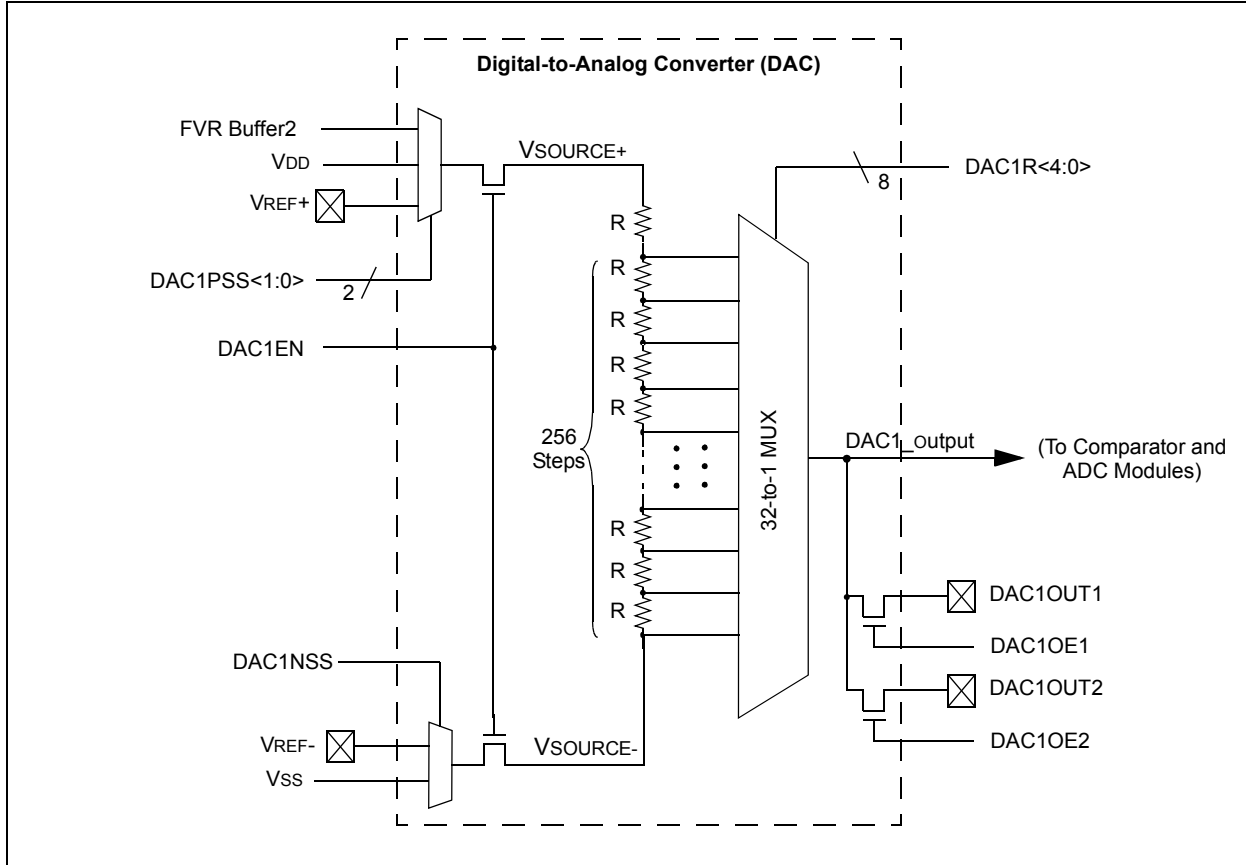 Digital-to-Analog Converter (DAC)
FVR Buffer2
VDD
VREF+
DAC1PSS<1:0>
2
DAC1EN
VSOURCE+
R
R
R
R
R
256
Steps
R
R
R
8
DAC1R<4:0>
32-to-1 MUX
DAC1_Output
(To Comparator and
ADC Modules)
DAC1OUT1
DAC1OE1
DAC1OUT2
DAC1OE2
DAC1NSS
VREF-
VSS
VSOURCE-